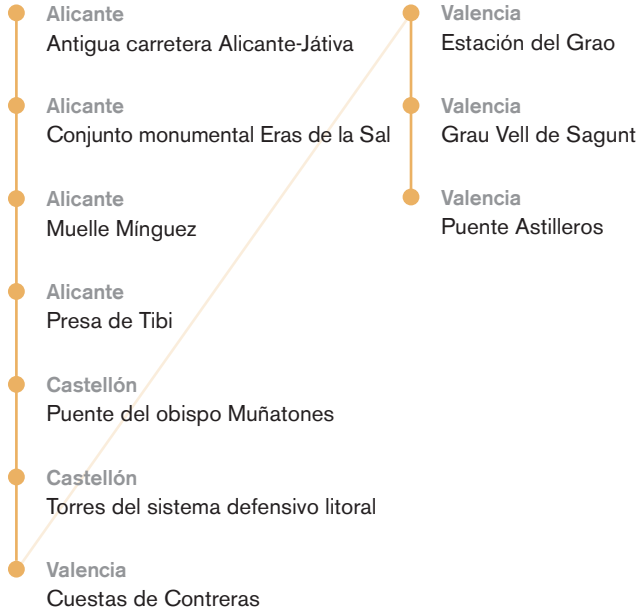 Alicante
Antigua carretera Alicante-Játiva
Alicante
Conjunto monumental Eras de la Sal
Alicante
Muelle Mínguez
Alicante
Presa de Tibi
Castellón
Puente del obispo Muñatones
Castellón
Torres del sistema defensivo litoral
Valencia
Cuestas de Contreras
Valencia
Estación del Grao
Valencia
Grau Vell de Sagunt
Valencia
Puente Astilleros